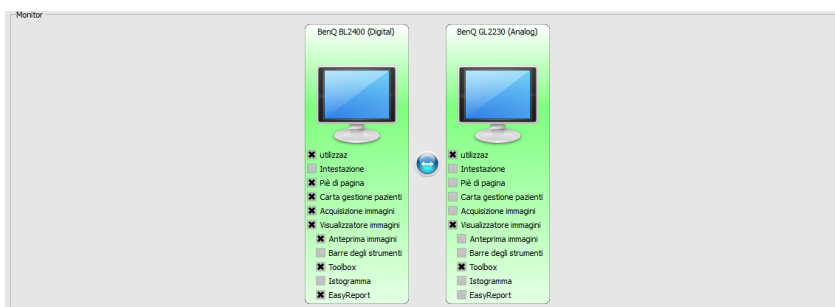 Monitor
BenQ BL2400 (Digital)
utilizzaz
Intestazione
Piè di pagina
Carta gestione pazienti
Acquisizione immagini
Visualizzatore immagini
Anteprima immagini
Barre degli strumenti
Toolbox
Istogramma
EasyReport
BenQ GL2230 (Analog)
utilizzaz
Intestazione
Piè di pagina
Carta gestione pazienti
Acquisizione immagini
Visualizzatore immagini
Anteprima immagini
Barre degli strumenti
Toolbox
Istogramma
EasyReport